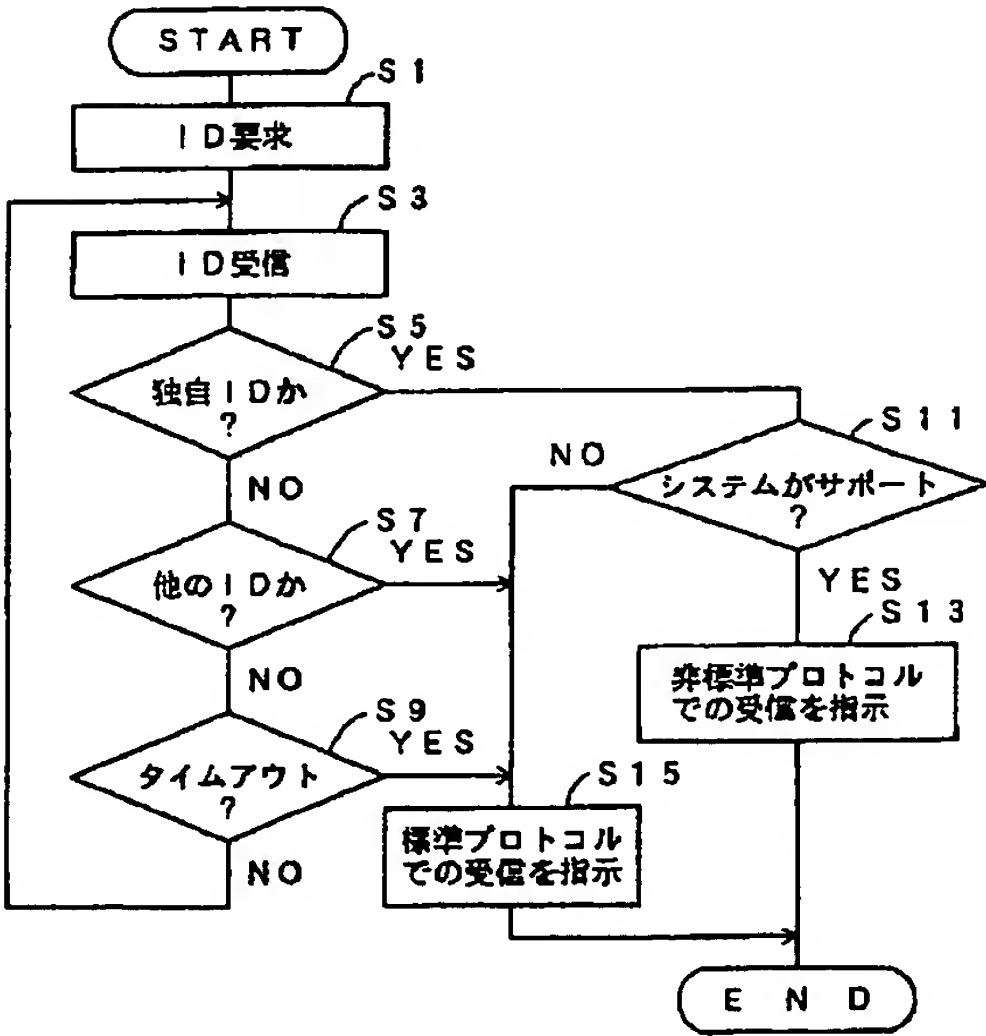 START
S1
ID要求
S3
ID受信
S5
YES
独自IDか
?
NO
S11
NO
システムがサポート
?
YES
S7
YES
他のIDか
?
NO
S13
非標準プロトコル
での受信を指示
S9
YES
タイムアウト
?
NO
S15
標準プロトコル
での受信を指示
END